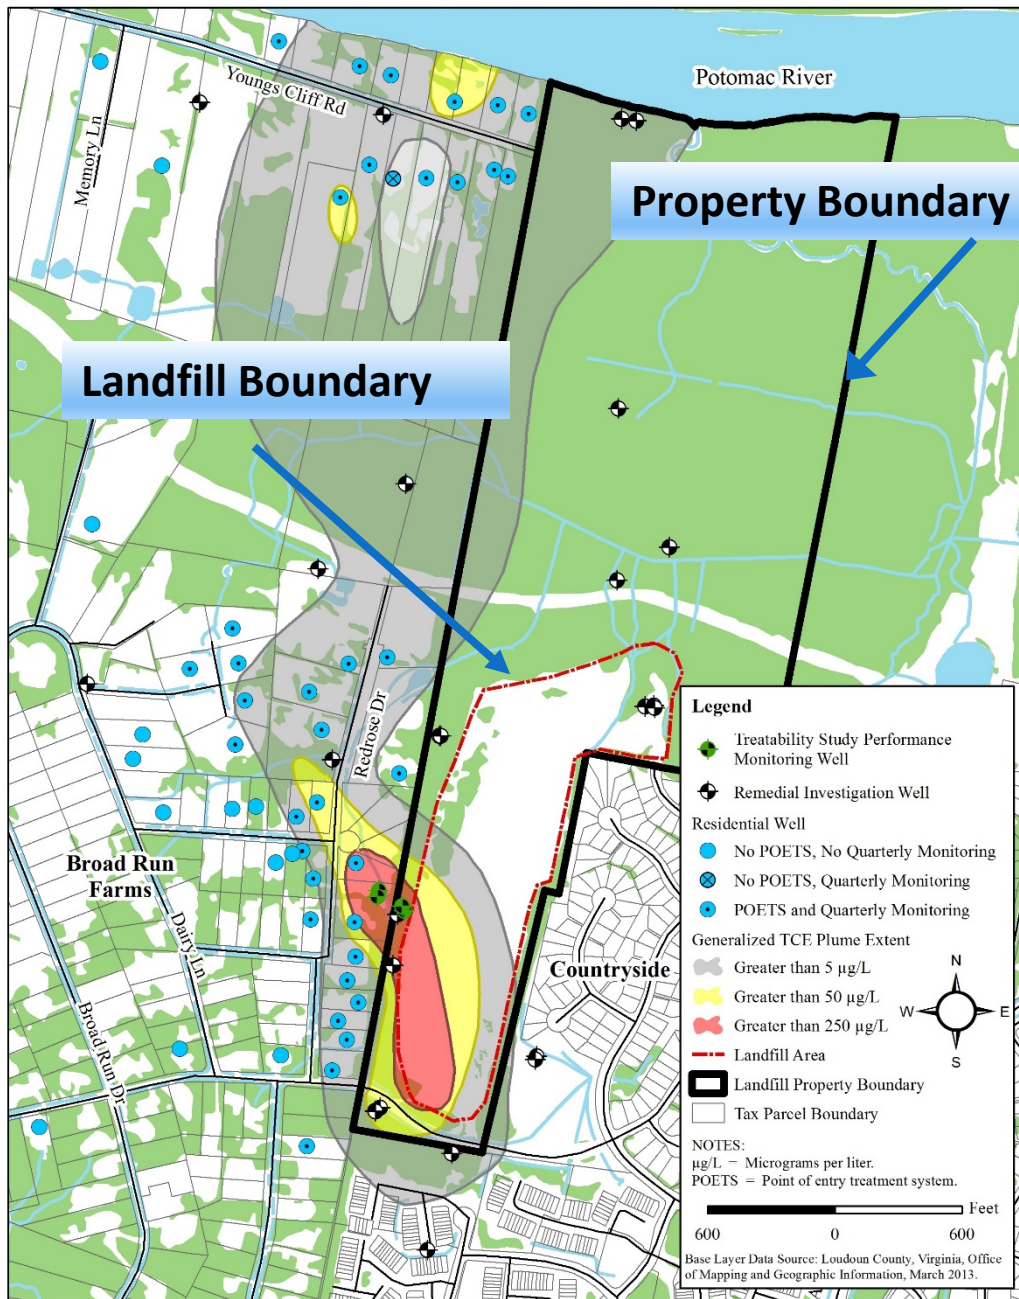 Potomac River
Youngs Cliff Rd
Memory Ln
Property Boundary
Landfill Boundary
Redrose Dr
Broad Run
Farms
Dairy Ln
Broad Run Dr
Countryside
Legend
Treatability Study Performance
Monitoring Well
Remedial Investigation Well
Residential Well
No POETS, No Quarterly Monitoring
No POETS, Quarterly Monitoring
POETS and Quarterly Monitoring
Generalized TCE Plume Extent
Greater than 5 µg/L
Greater than 50 µg/L
Greater than 250 µg/L
Landfill Area
Landfill Property Boundary
Tax Parcel Boundary
N
W
E
S
NOTES:
µg/L = Micrograms per liter.
POETS = Point of entry treatment system.
Feet
600 0 600
Base Layer Data Source: Loudoun County, Virginia, Office
of Mapping and Geographic Information, March 2013.